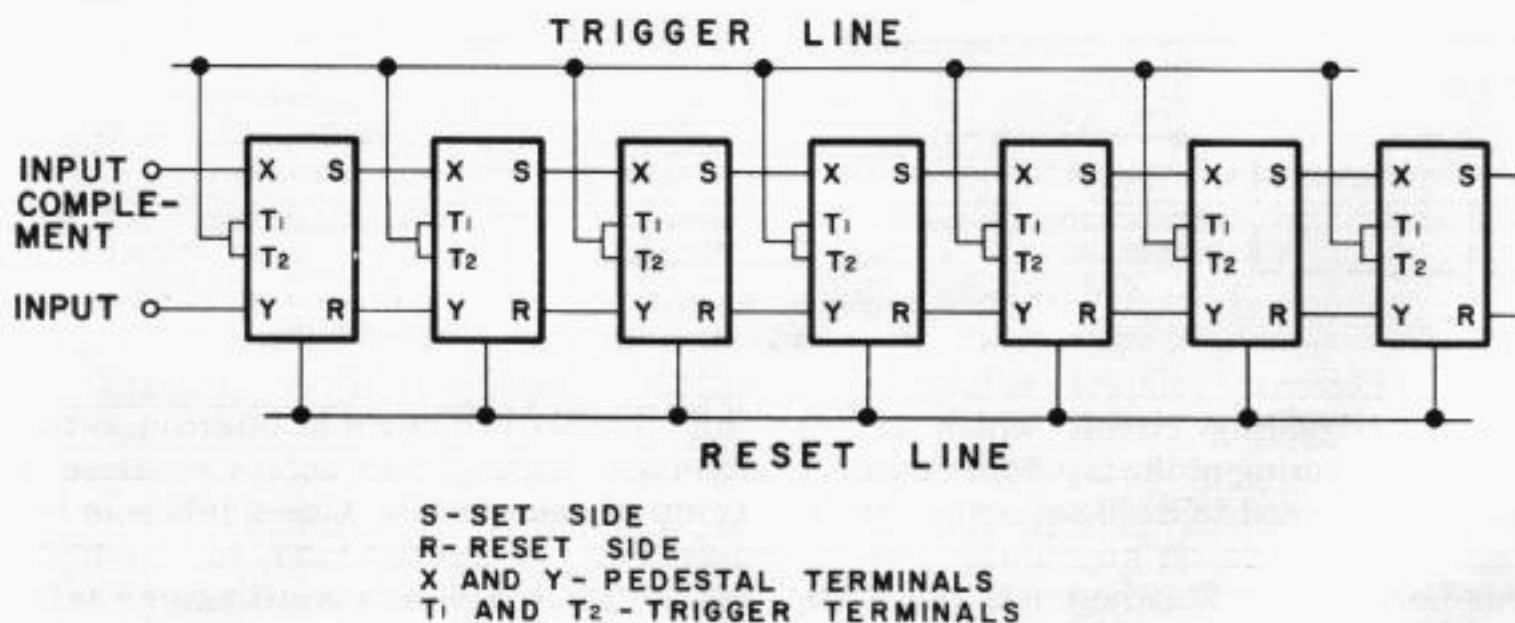 TRIGGER LINE
INPUT
COMPLE-
MENT
INPUT
X S
T1
T2
Y R
X S
T1
T2
Y R
X S
T1
T2
Y R
X S
T1
T2
Y R
X S
T1
T2
Y R
X S
T1
T2
Y R
X S
T1
T2
Y R
RESET LINE
S-SET SIDE
R-RESET SIDE
X AND Y-PEDESTAL TERMINALS
T1 AND T2-TRIGGER TERMINALS